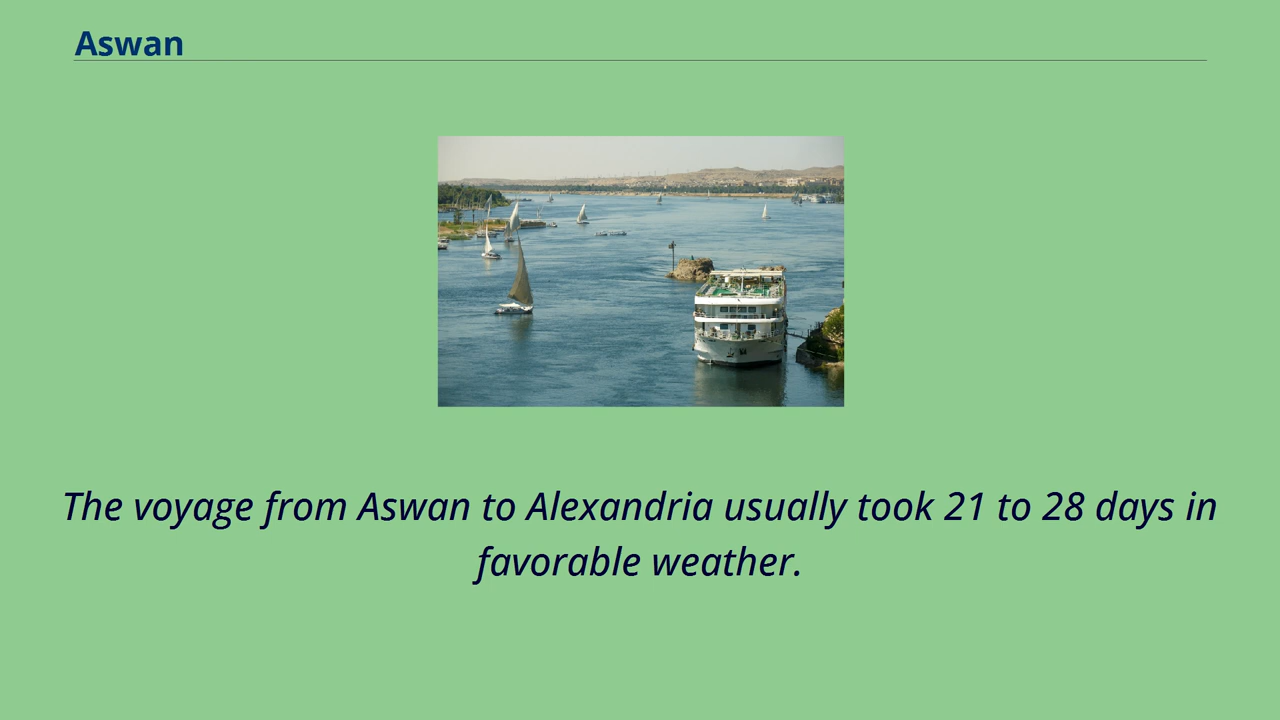 Aswan
The voyage from Aswan to Alexandria usually took 21 to 28 days in
favorable weather.